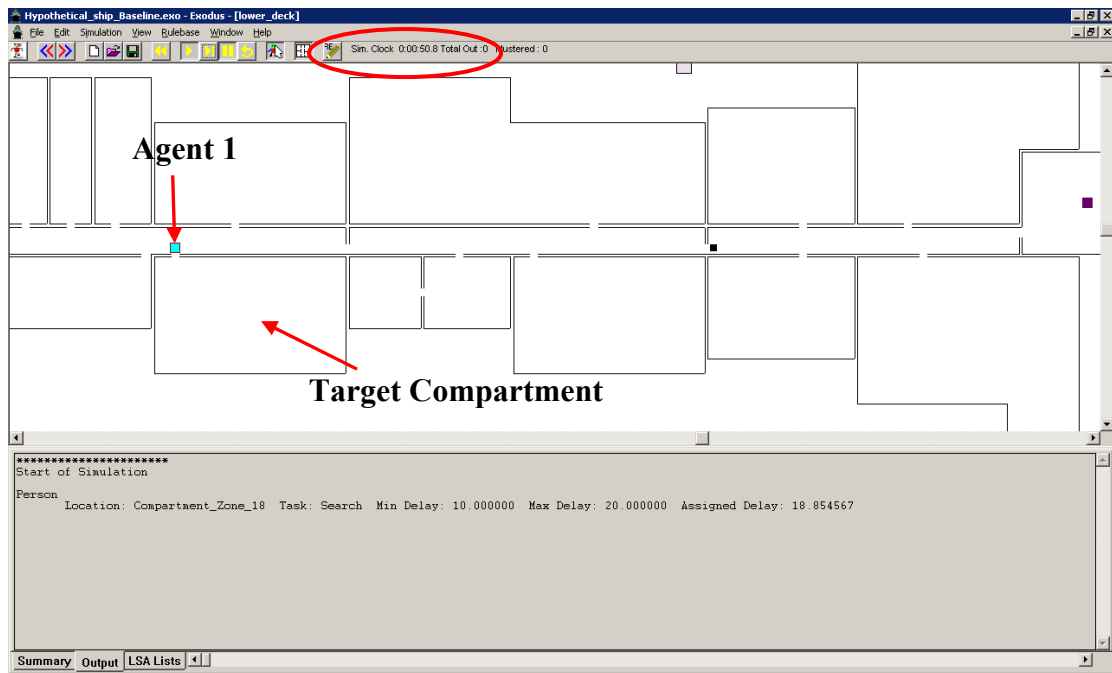 Hypothetical_ship_Baseline.exo - Exodus - [lower_deck]
File Edit Simulation View Rulebase Window Help
Sim. Clock 0:00:50.8 Total Out :0 Mustered : 0
Agent 1
Target Compartment
***********************
Start of Simulation
Person
Location: Compartment_Zone_18 Task: Search Min Delay: 10.000000 Max Delay: 20.000000 Assigned Delay: 18.854567
Summary Output LSA Lists